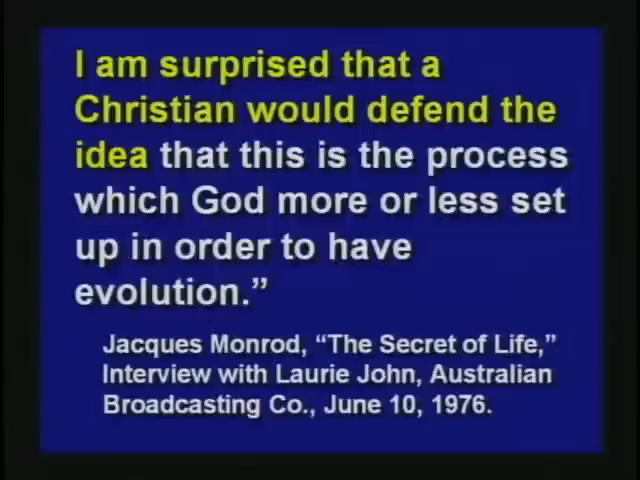 I am surprised that a
Christian would defend the
idea that this is the process
which God more or less set
up in order to have
evolution.”
Jacques Monrod, “The Secret of Life,”
Interview with Laurie John, Australian
Broadcasting Co., June 10, 1976.